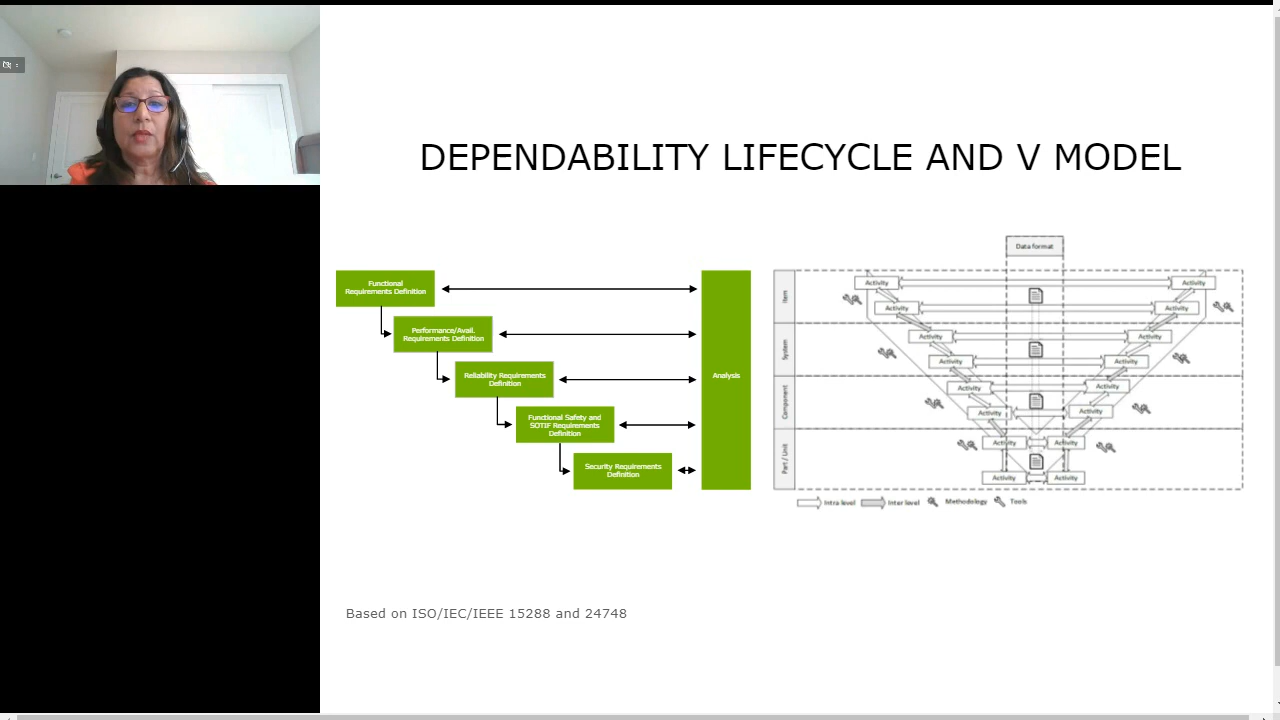 DEPENDABILITY LIFECYCLE AND V MODEL
Functional
Requirements Definition
Performance/Avail.
Requirements Definition
Reliability Requirements
Definition
Functional Safety and
SOTIF Requirements
Definition
Security Requirements
Definition
Analysis
Data format
Item
Activity
Activity
Activity
Activity
System
Activity
Activity
Activity
Activity
Component
Activity
Activity
Activity
Activity
Part / Unit
Activity
Activity
Activity
Activity
Intra level
Inter level
Methodology
Tools
Based on ISO/IEC/IEEE 15288 and 24748